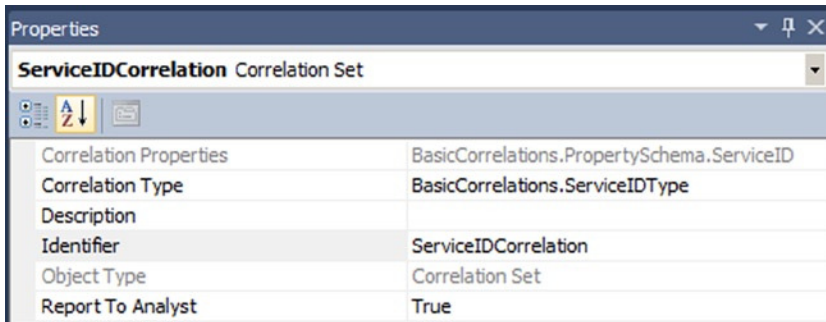 Properties
ServiceIDCorrelation Correlation Set
Correlation Properties BasicCorrelations.PropertySchema.ServiceID
Correlation Type BasicCorrelations.ServiceIDType
Description
Identifier ServiceIDCorrelation
Object Type Correlation Set
Report To Analyst True